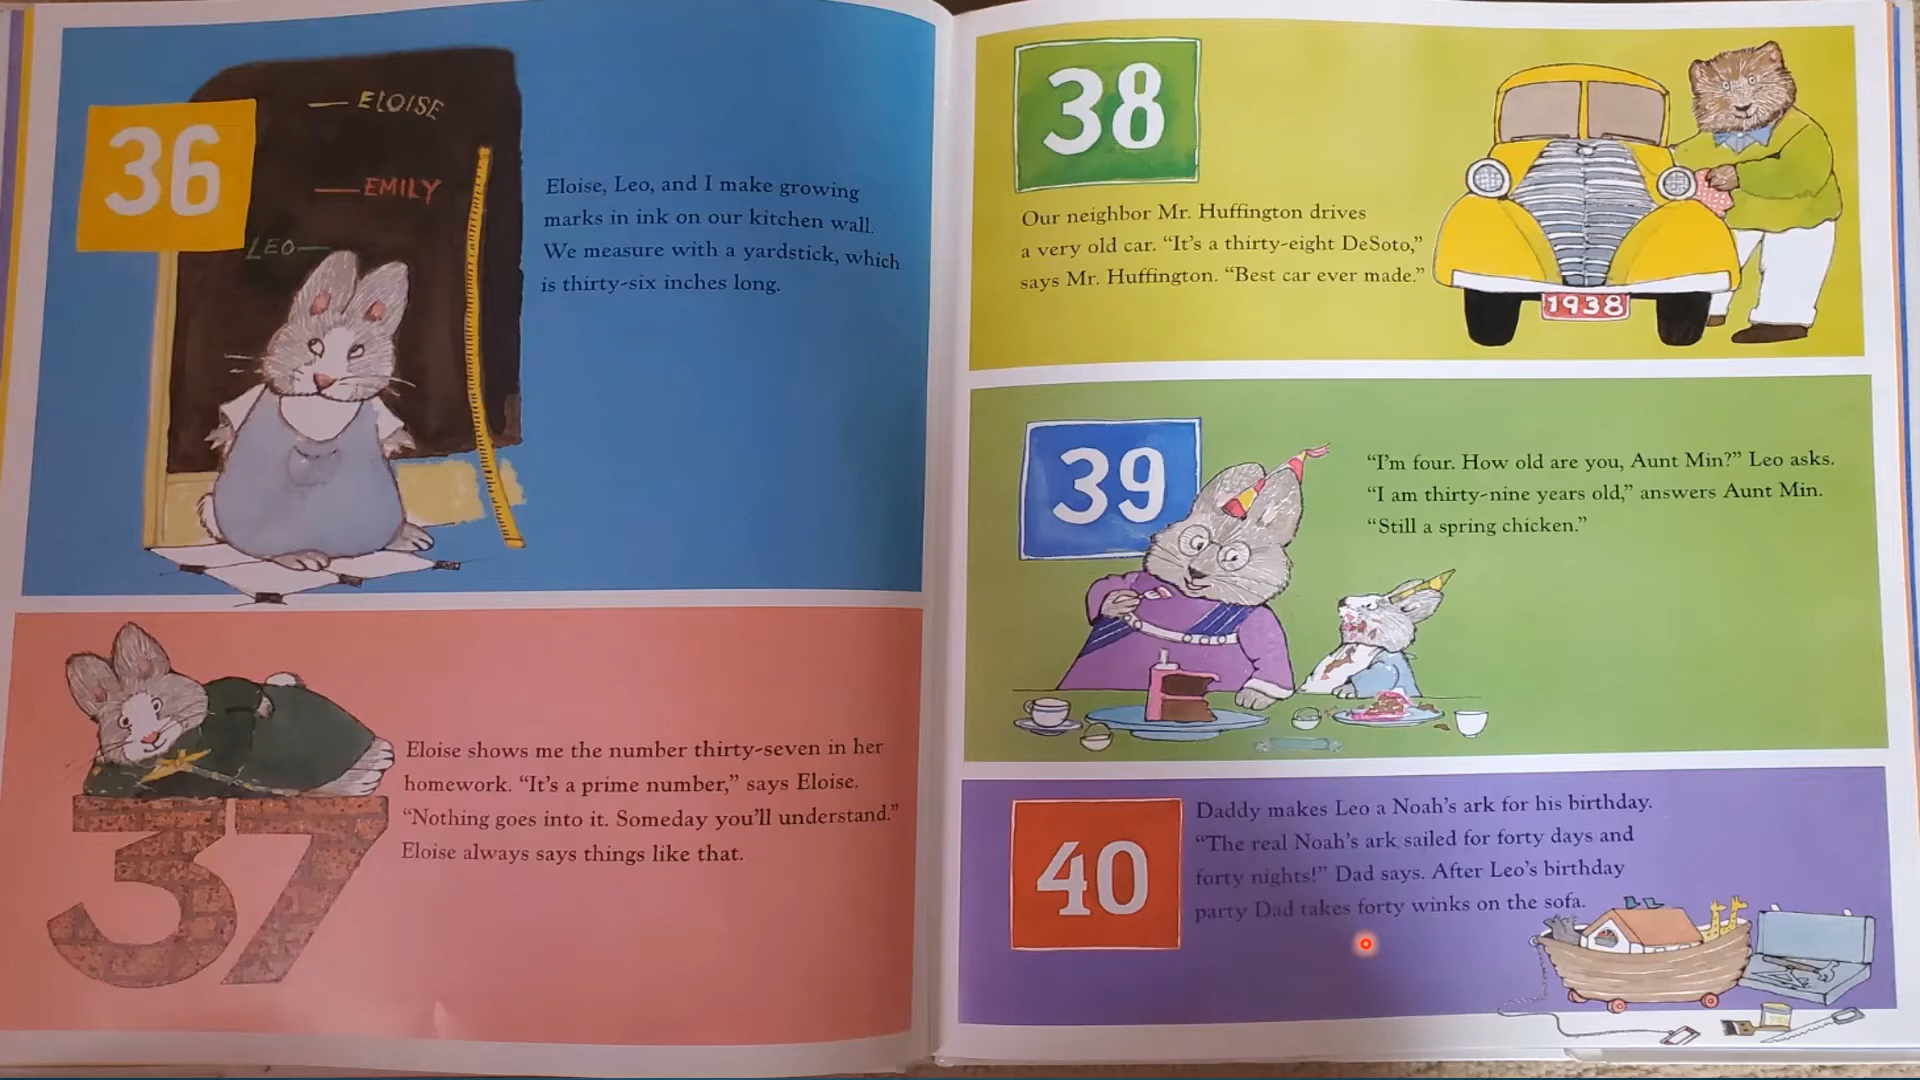 36
ELOISE
EMILY
LEO
Eloise, Leo, and I make growing
marks in ink on our kitchen wall.
We measure with a yardstick, which
is thirty-six inches long.
37
Eloise shows me the number thirty-seven in her
homework. “It’s a prime number,” says Eloise.
“Nothing goes into it. Someday you’ll understand.”
Eloise always says things like that.
38
Our neighbor Mr. Huffington drives
a very old car. “It’s a thirty-eight DeSoto,”
says Mr. Huffington. “Best car ever made.”
1938
39
“I’m four. How old are you, Aunt Min?” Leo asks.
“I am thirty-nine years old,” answers Aunt Min.
“Still a spring chicken.”
40
Daddy makes Leo a Noah’s ark for his birthday.
“The real Noah’s ark sailed for forty days and
forty nights!” Dad says. After Leo’s birthday
party Dad takes forty winks on the sofa.